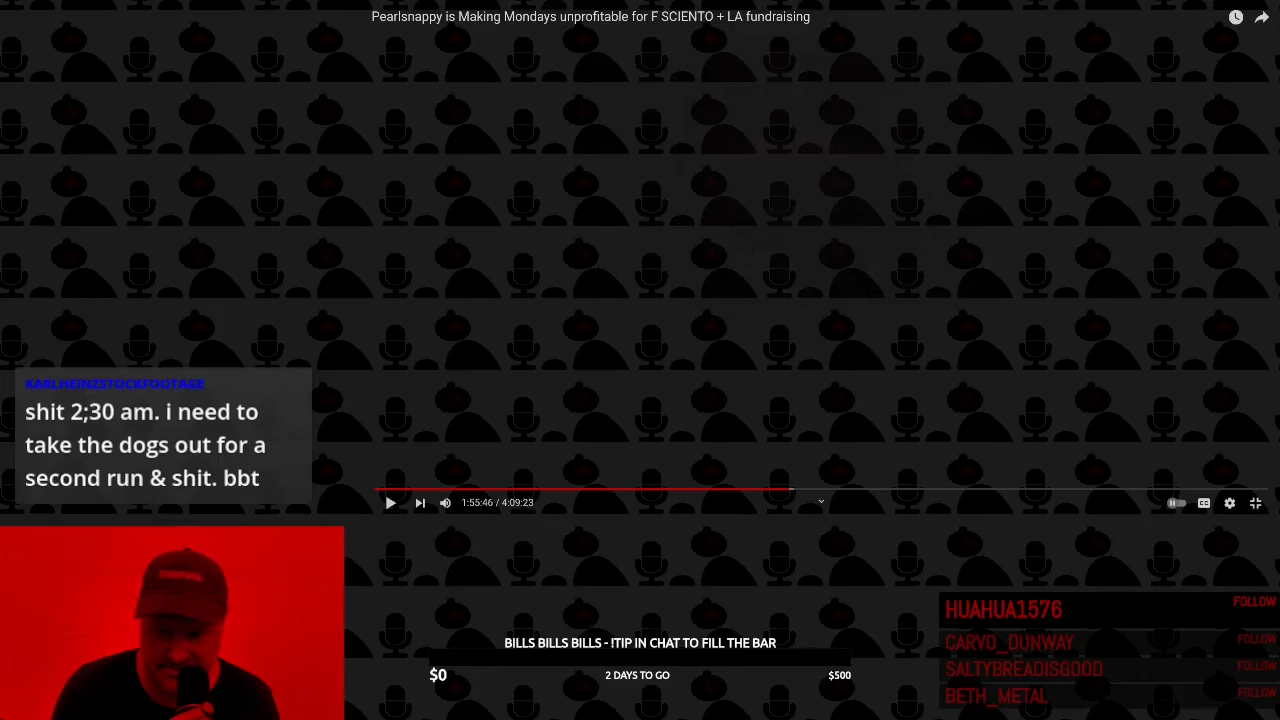 Pearlsnappy is Making Mondays unprofitable for F SCIENTO + LA fundraising
KARLHEINZSTOCKFOOTAGE
shit 2;30 am. i need to
take the dogs out for a
second run & shit. bbt
1:55:46 / 4:09:23
CC
BILLS BILLS BILLS - !TIP IN CHAT TO FILL THE BAR
$0 2 DAYS TO GO $500
HUAHUA1576 FOLLOW
CARVO_DUNWAY FOLLOW
SALTYBREADISGOOD FOLLOW
BETH_METAL FOLLOW